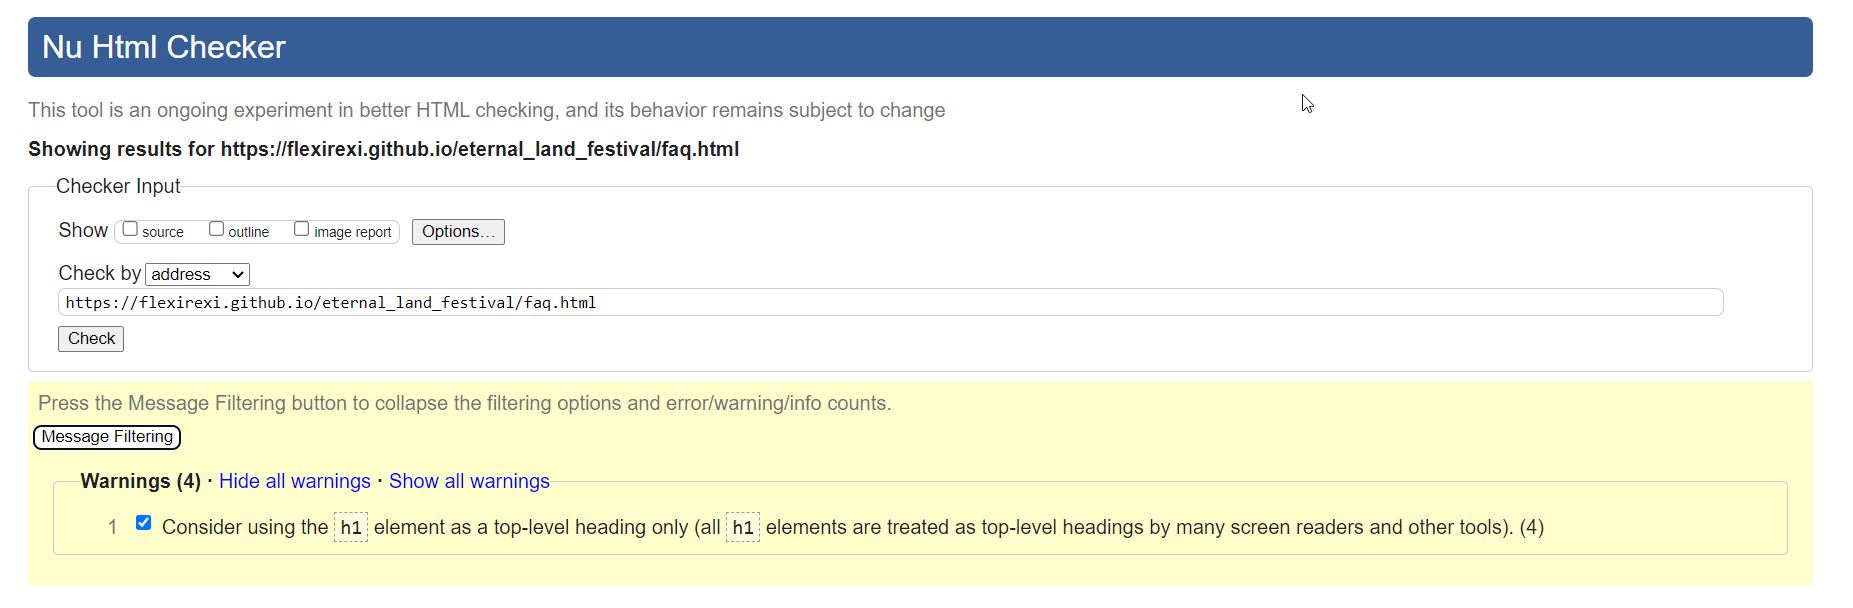 Nu Html Checker
This tool is an ongoing experiment in better HTML checking, and its behavior remains subject to change
Showing results for https://flexirexi.github.io/eternal_land_festival/faq.html
Checker Input
Show source outline image report Options...
Check by address
https://flexirexi.github.io/eternal_land_festival/faq.html
Check
Press the Message Filtering button to collapse the filtering options and error/warning/info counts.
Message Filtering
Warnings (4) · Hide all warnings · Show all warnings
1 Consider using the h1 element as a top-level heading only (all h1 elements are treated as top-level headings by many screen readers and other tools). (4)